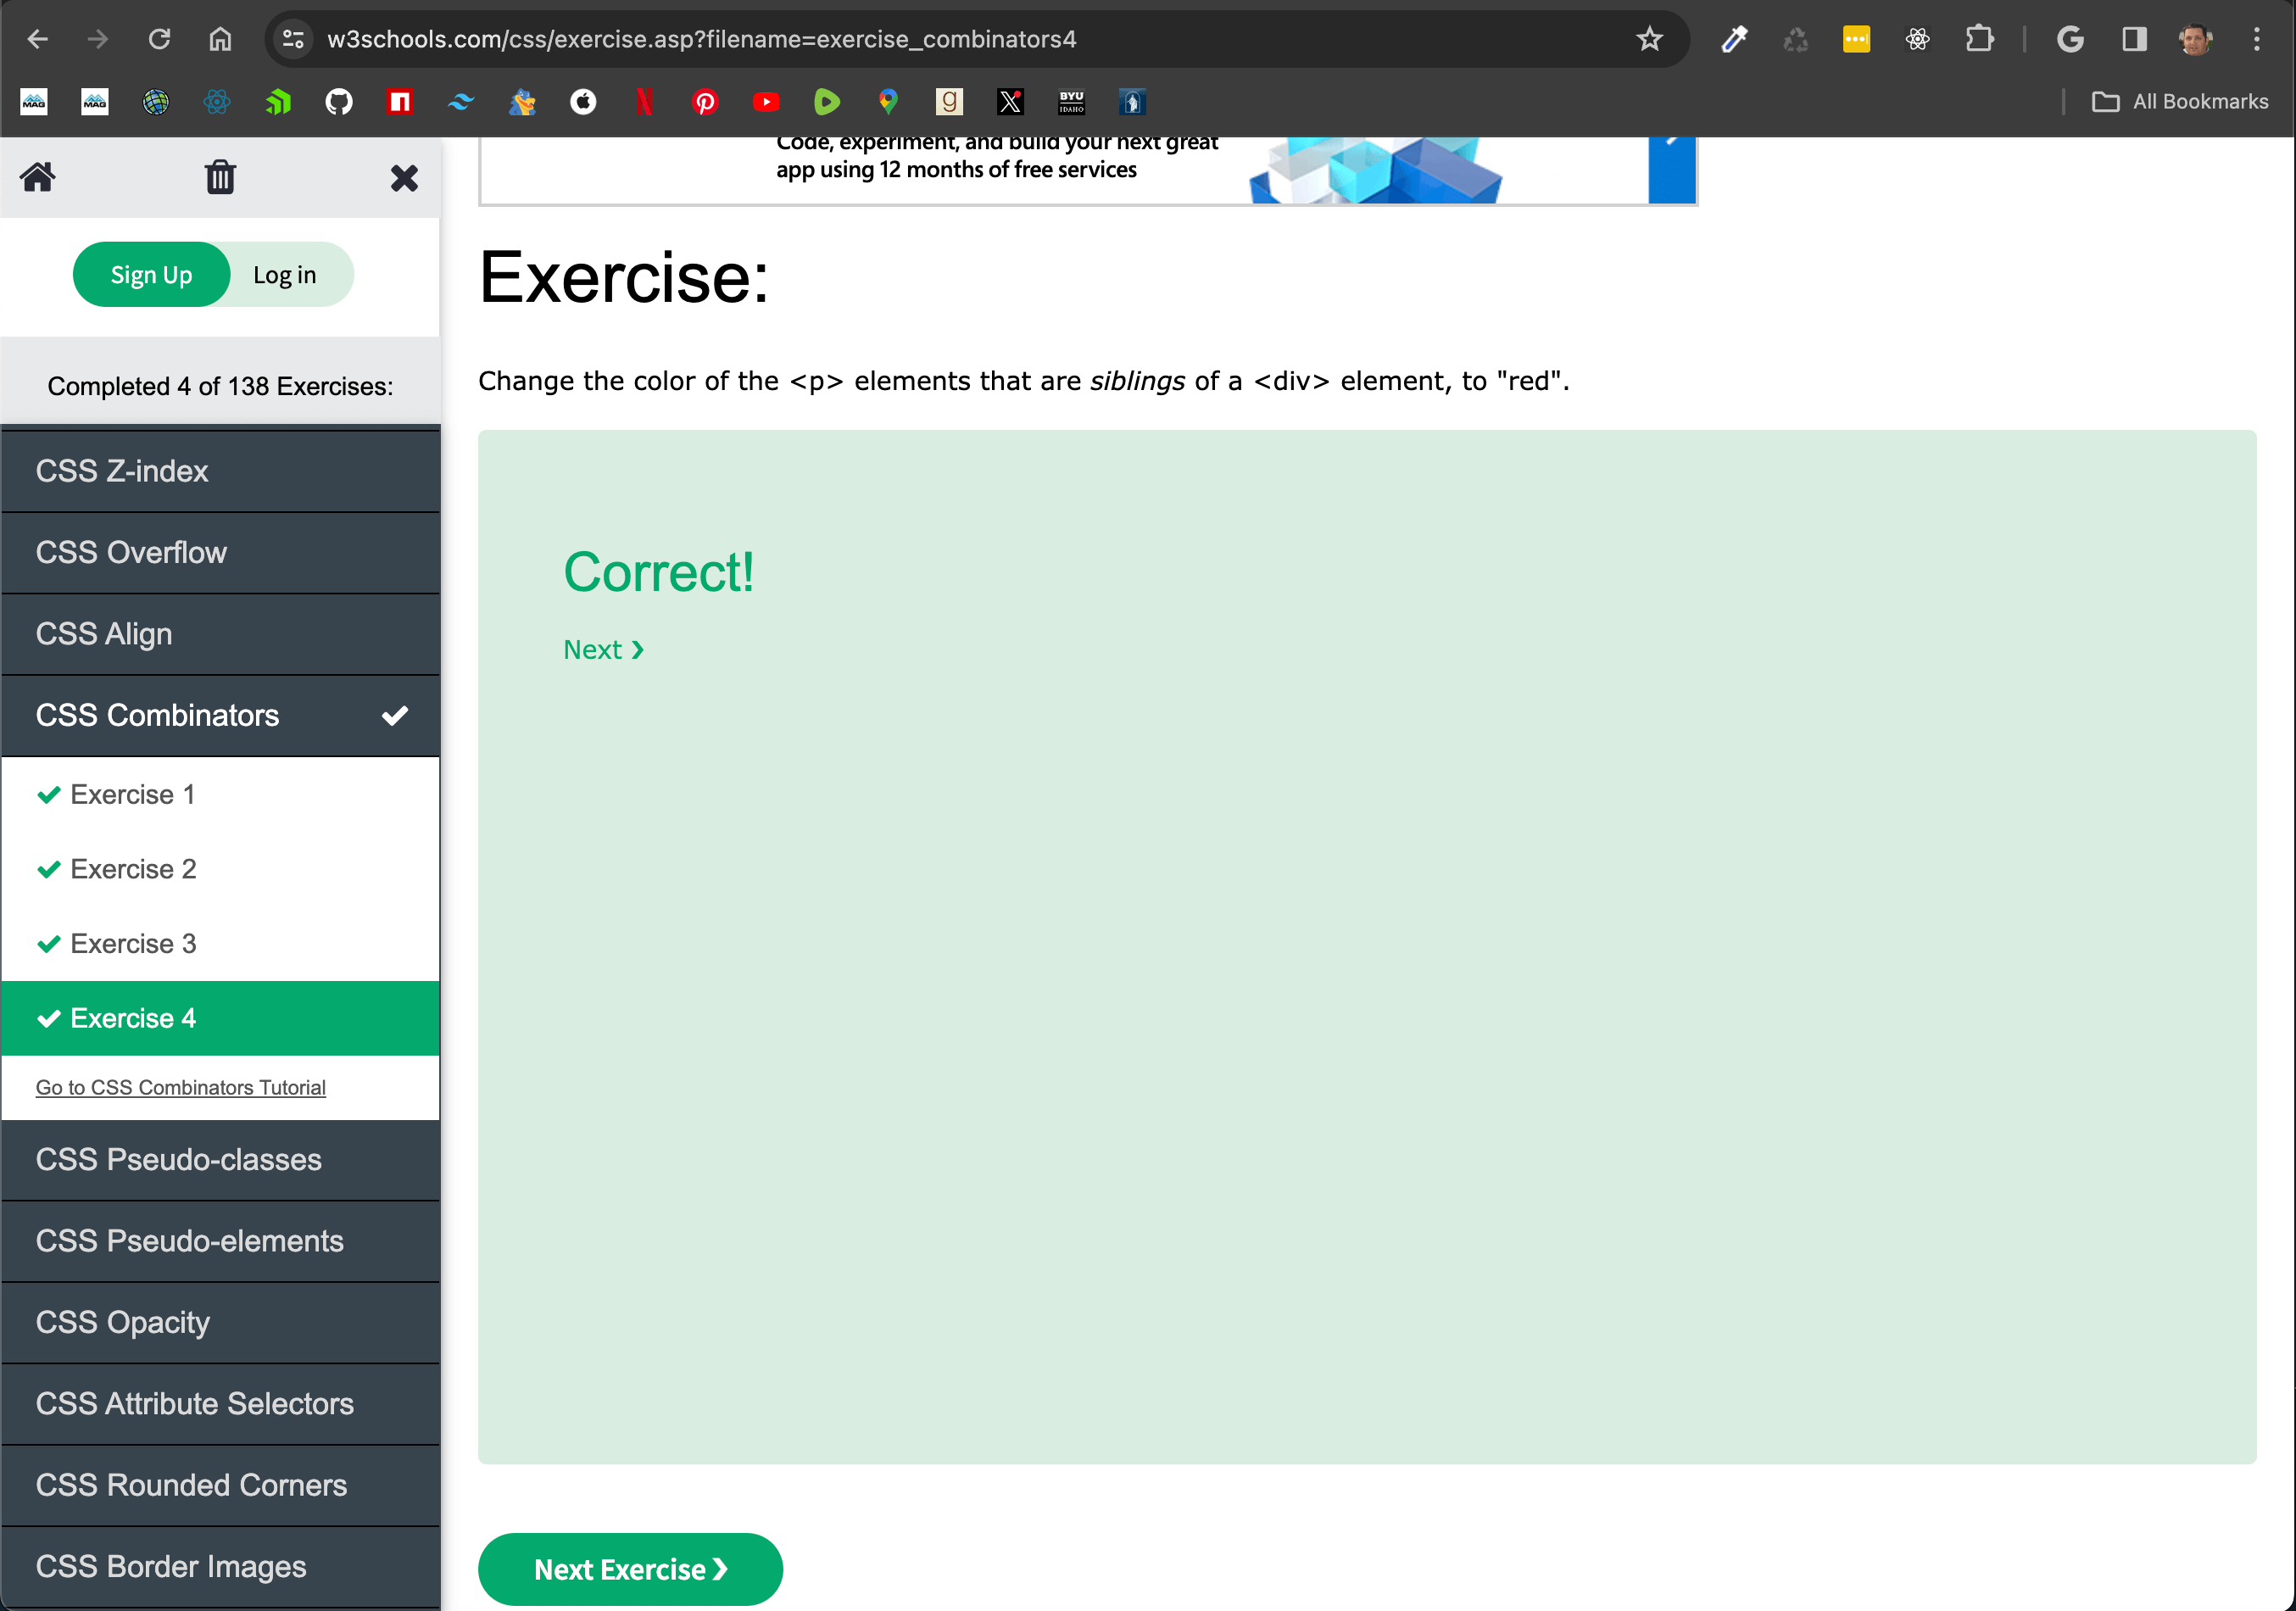 w3schools.com/css/exercise.asp?filename=exercise_combinators4
MAG
MAG
g
BYU
IDAHO
All Bookmarks
Code, experiment, and build your next great
app using 12 months of free services
Sign Up
Log in
Completed 4 of 138 Exercises:
CSS Z-index
CSS Overflow
CSS Align
CSS Combinators
Exercise 1
Exercise 2
Exercise 3
Exercise 4
Go to CSS Combinators Tutorial
CSS Pseudo-classes
CSS Pseudo-elements
CSS Opacity
CSS Attribute Selectors
CSS Rounded Corners
CSS Border Images
Exercise:
Change the color of the <p> elements that are siblings of a <div> element, to "red".
Correct!
Next ❯
Next Exercise ❯